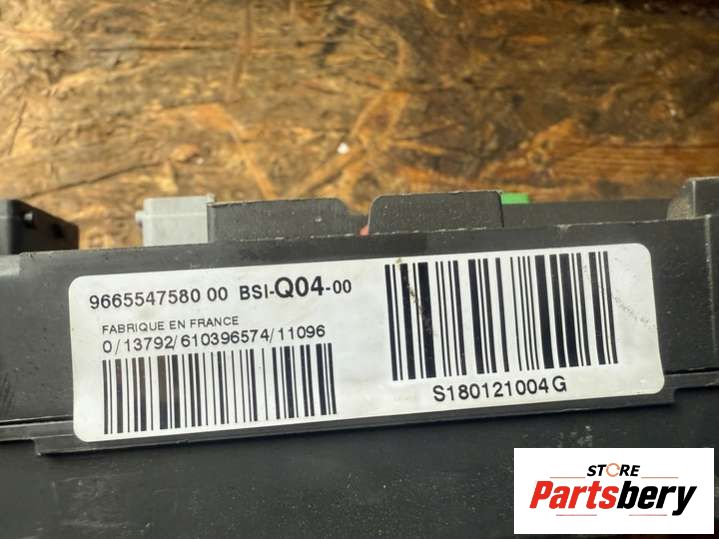 9665547580 00 BSI-Q04-00
FABRIQUE EN FRANCE
0/13792/610396574/11096
S180121004G
STORE
Partsbery